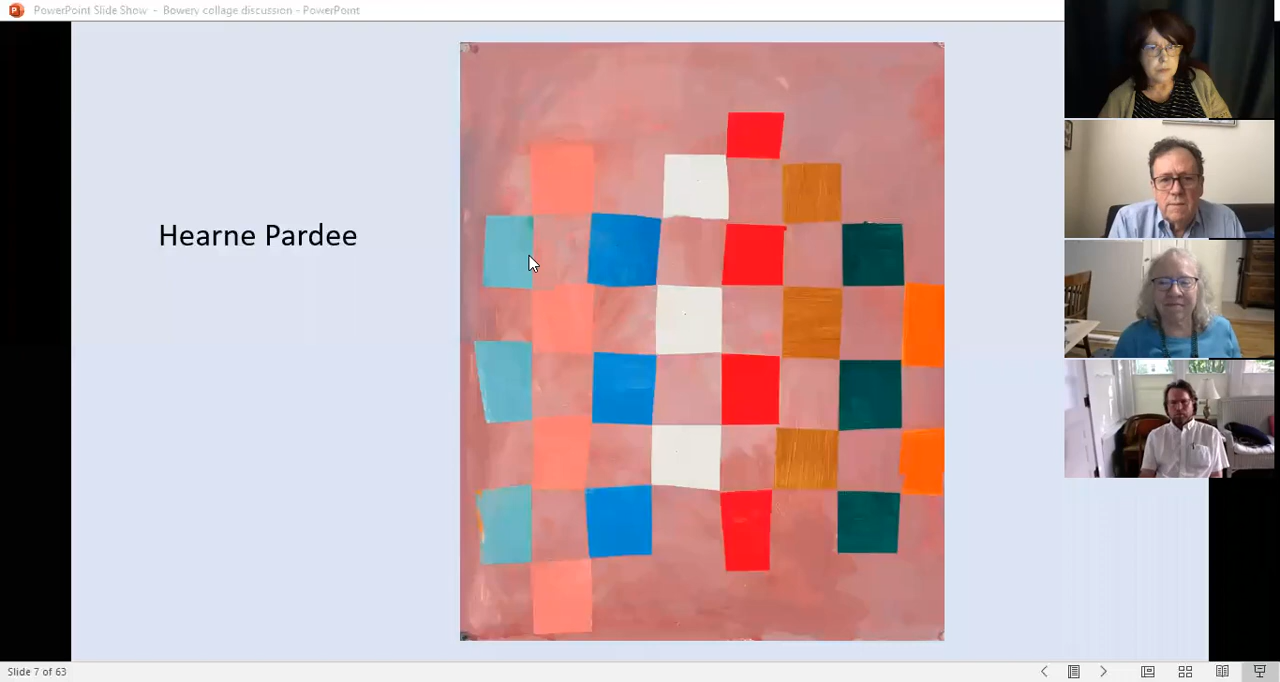 PowerPoint Slide Show - Bowery collage discussion - PowerPoint
Hearne Pardee
Slide 7 of 63